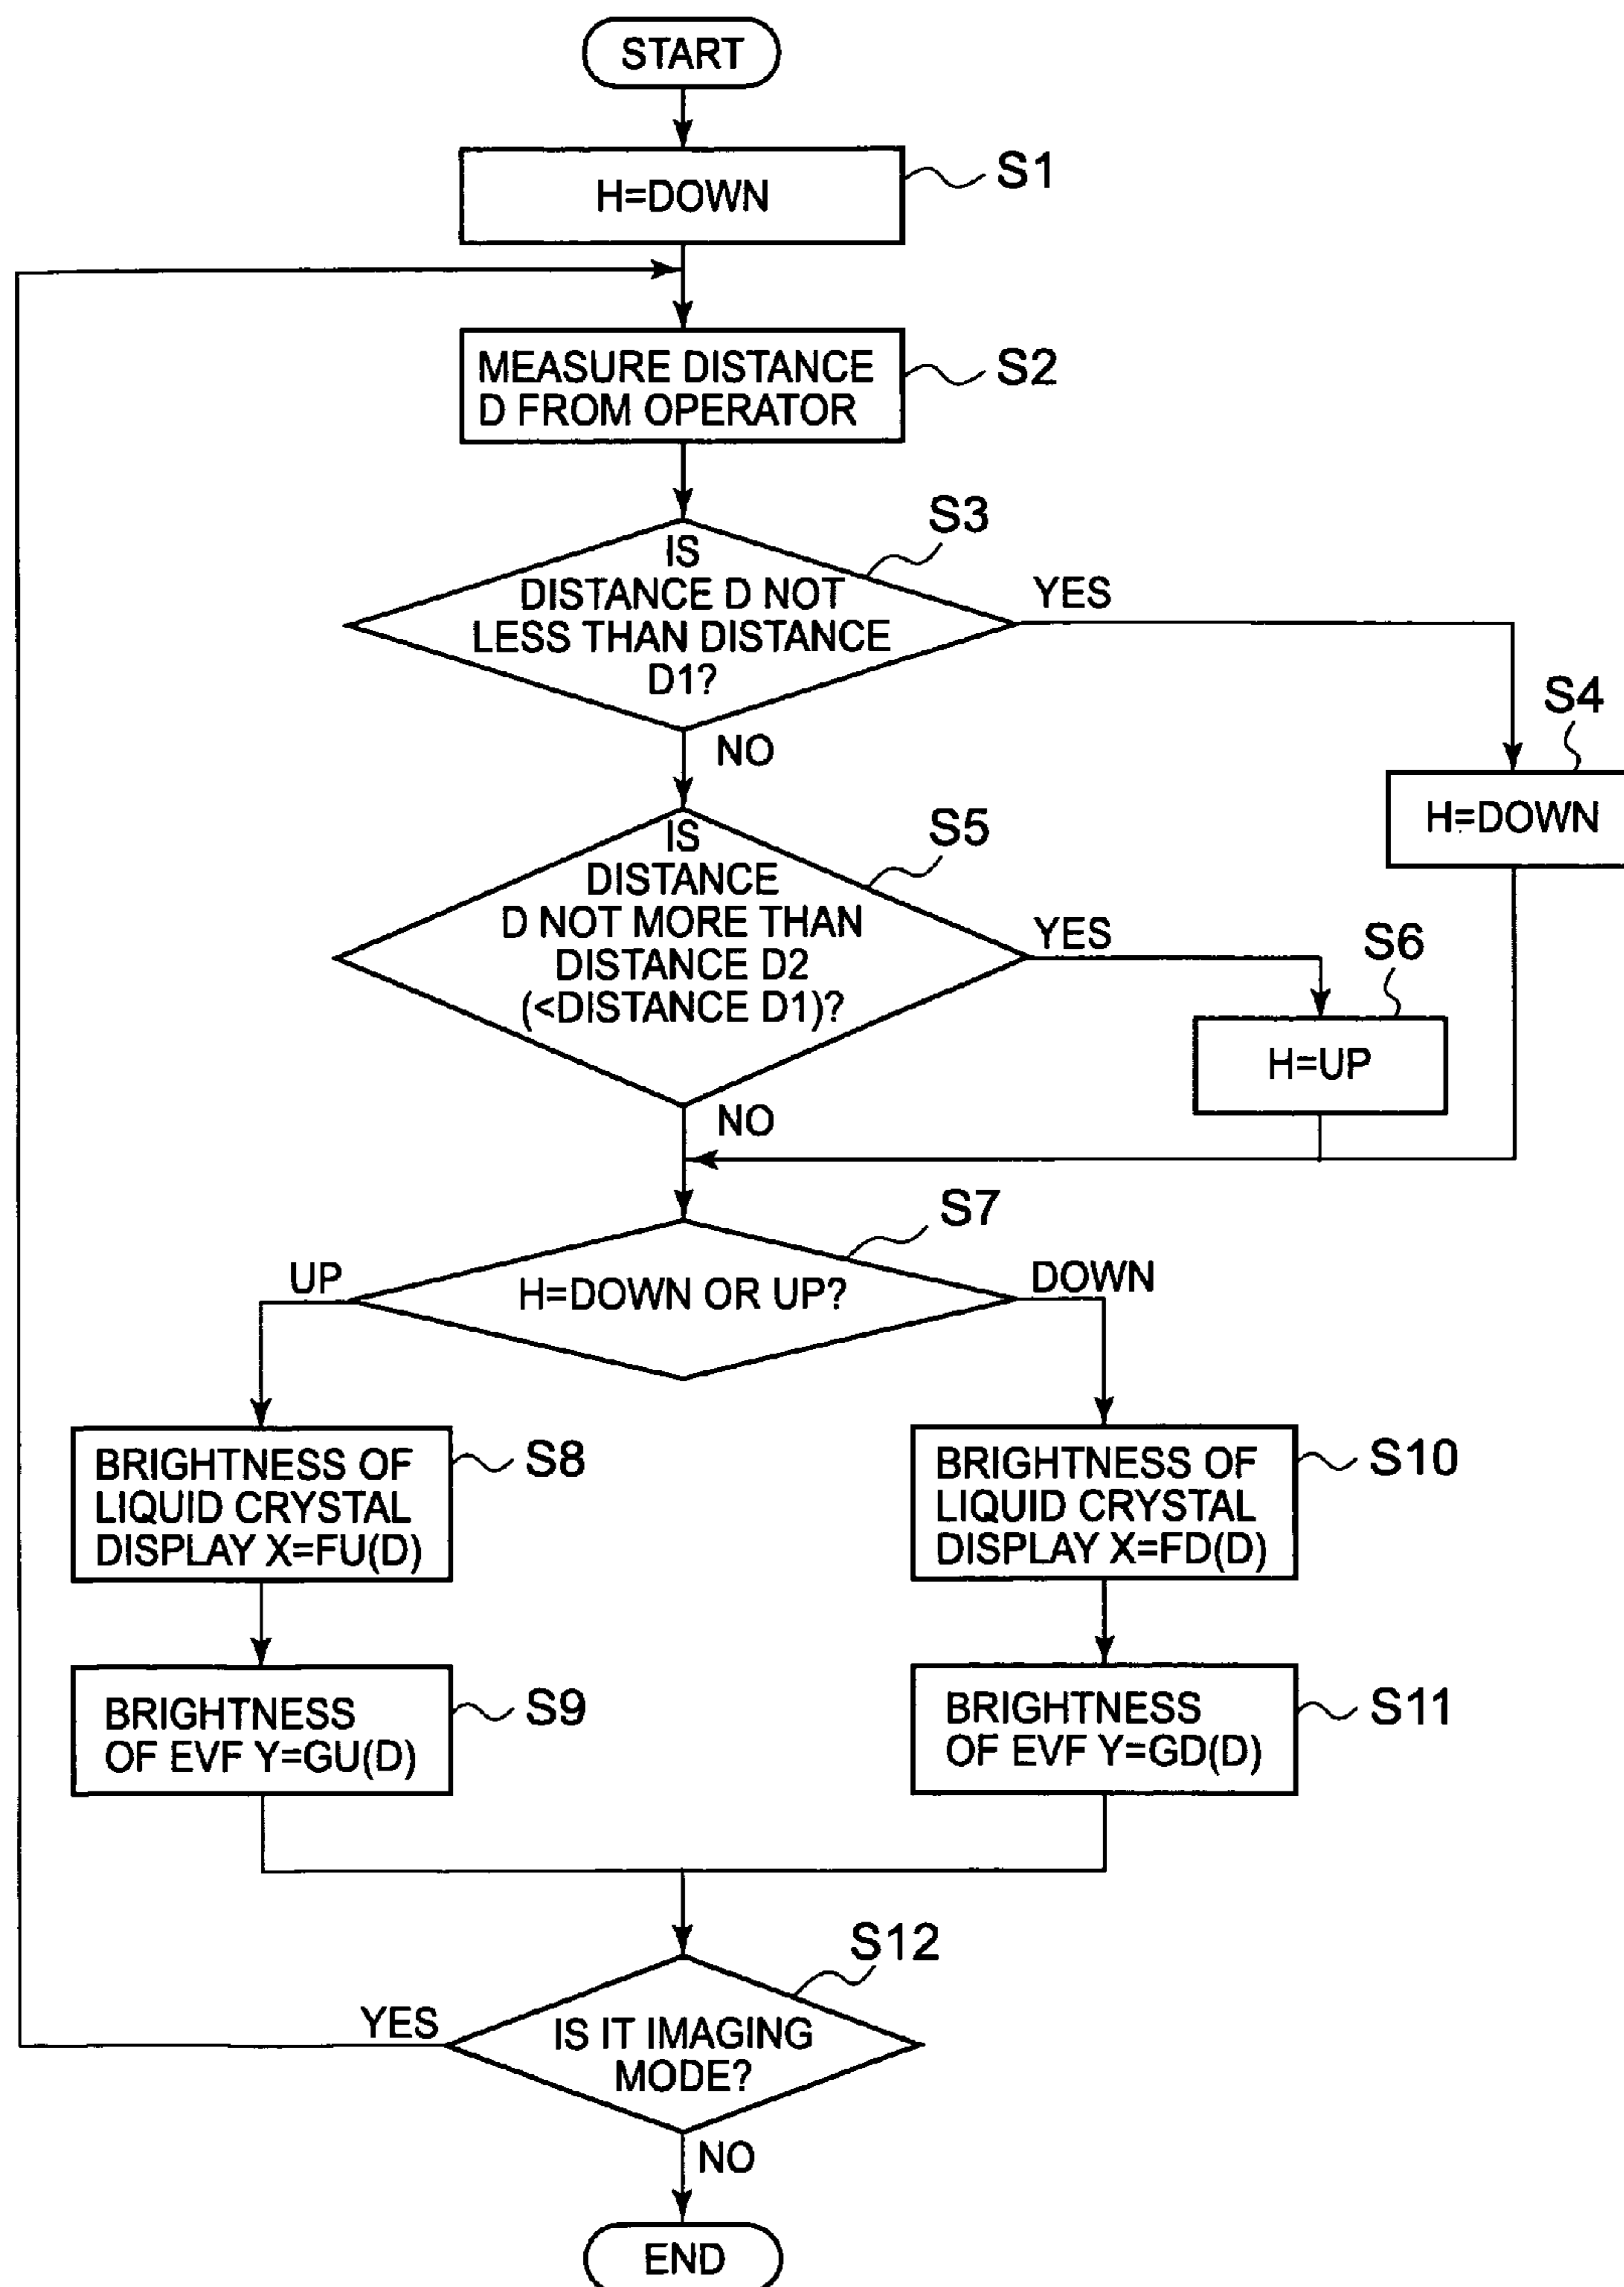 START
H=DOWN
S1
MEASURE DISTANCE
D FROM OPERATOR
S2
S3
IS
DISTANCE D NOT
LESS THAN DISTANCE
D1?
YES
NO
S4
H=DOWN
S5
IS
DISTANCE
D NOT MORE THAN
DISTANCE D2
(<DISTANCE D1)?
YES
NO
S6
H=UP
S7
H=DOWN OR UP?
UP
DOWN
BRIGHTNESS OF
LIQUID CRYSTAL
DISPLAY X=FU(D)
S8
BRIGHTNESS OF
LIQUID CRYSTAL
DISPLAY X=FD(D)
S10
BRIGHTNESS
OF EVF Y=GU(D)
S9
BRIGHTNESS
OF EVF Y=GD(D)
S11
S12
YES
IS IT IMAGING
MODE?
NO
END